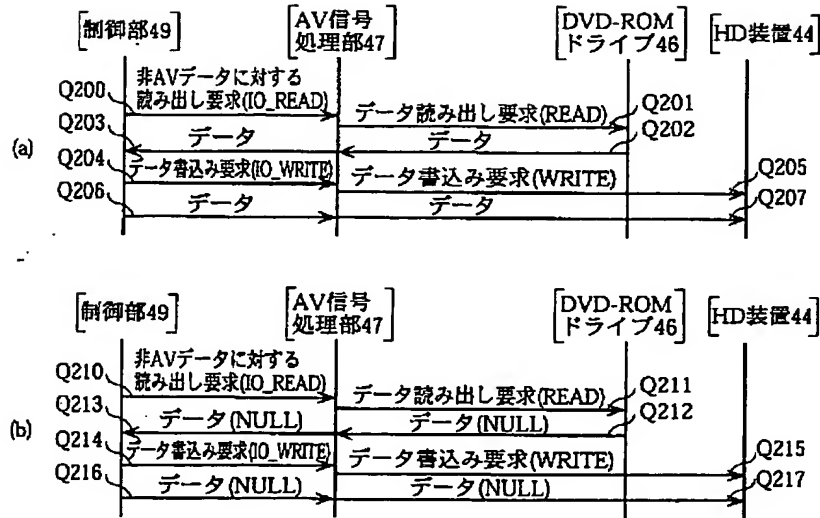 [制御部49]
[AV信号
処理部47]
[DVD-ROM
ドライブ46]
[HD装置44]
(a)
Q200
非AVデータに対する
読み出し要求(IO_READ)
データ読み出し要求(READ)
Q201
Q203
データ
データ
Q202
Q204
データ書込み要求(IO_WRITE)
データ書込み要求(WRITE)
Q205
Q206
データ
データ
Q207
[制御部49]
[AV信号
処理部47]
[DVD-ROM
ドライブ46]
[HD装置44]
(b)
Q210
非AVデータに対する
読み出し要求(IO_READ)
データ読み出し要求(READ)
Q211
Q213
データ(NULL)
データ(NULL)
Q212
Q214
データ書込み要求(IO_WRITE)
データ書込み要求(WRITE)
Q215
Q216
データ(NULL)
データ(NULL)
Q217